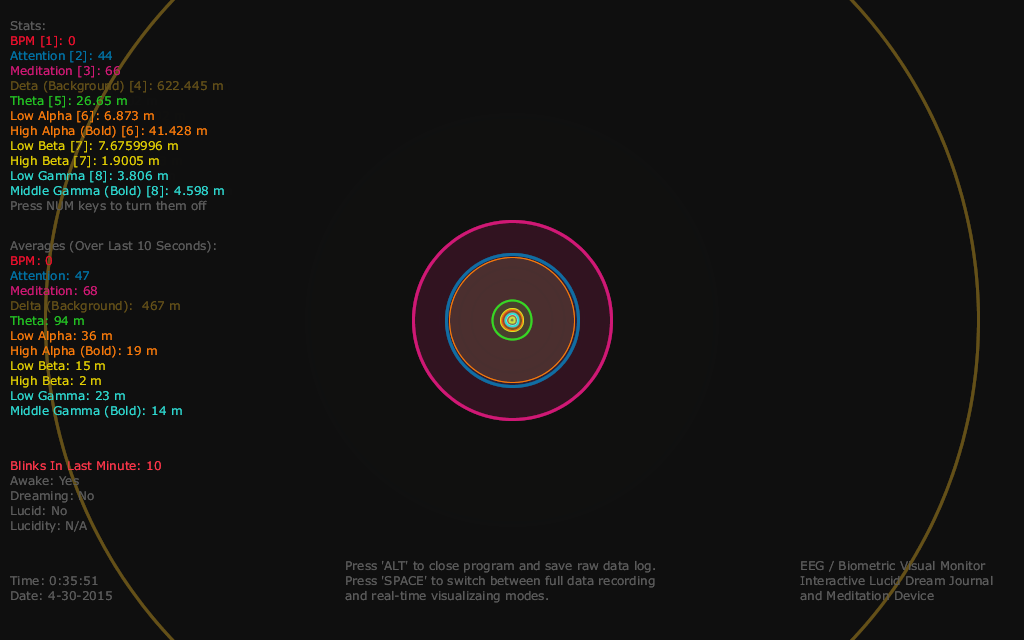 Stats:
BPM [1]: 0
Attention [2]: 44
Meditation [3]: 66
Deta (Background) [4]: 622.445 m
Theta [5]: 26.65 m
Low Alpha [6]: 6.873 m
High Alpha (Bold) [6]: 41.428 m
Low Beta [7]: 7.6759996 m
High Beta [7]: 1.9005 m
Low Gamma [8]: 3.806 m
Middle Gamma (Bold) [8]: 4.598 m
Press NUM keys to turn them off
Averages (Over Last 10 Seconds):
BPM: 0
Attention: 47
Meditation: 68
Delta (Background): 467 m
Theta: 94 m
Low Alpha: 36 m
High Alpha (Bold): 19 m
Low Beta: 15 m
High Beta: 2 m
Low Gamma: 23 m
Middle Gamma (Bold): 14 m
Blinks In Last Minute: 10
Awake: Yes
Dreaming: No
Lucid: No
Lucidity: N/A
Time: 0:35:51
Date: 4-30-2015
Press 'ALT' to close program and save raw data log.
Press 'SPACE' to switch between full data recording
and real-time visualizaing modes.
EEG / Biometric Visual Monitor
Interactive Lucid Dream Journal
and Meditation Device